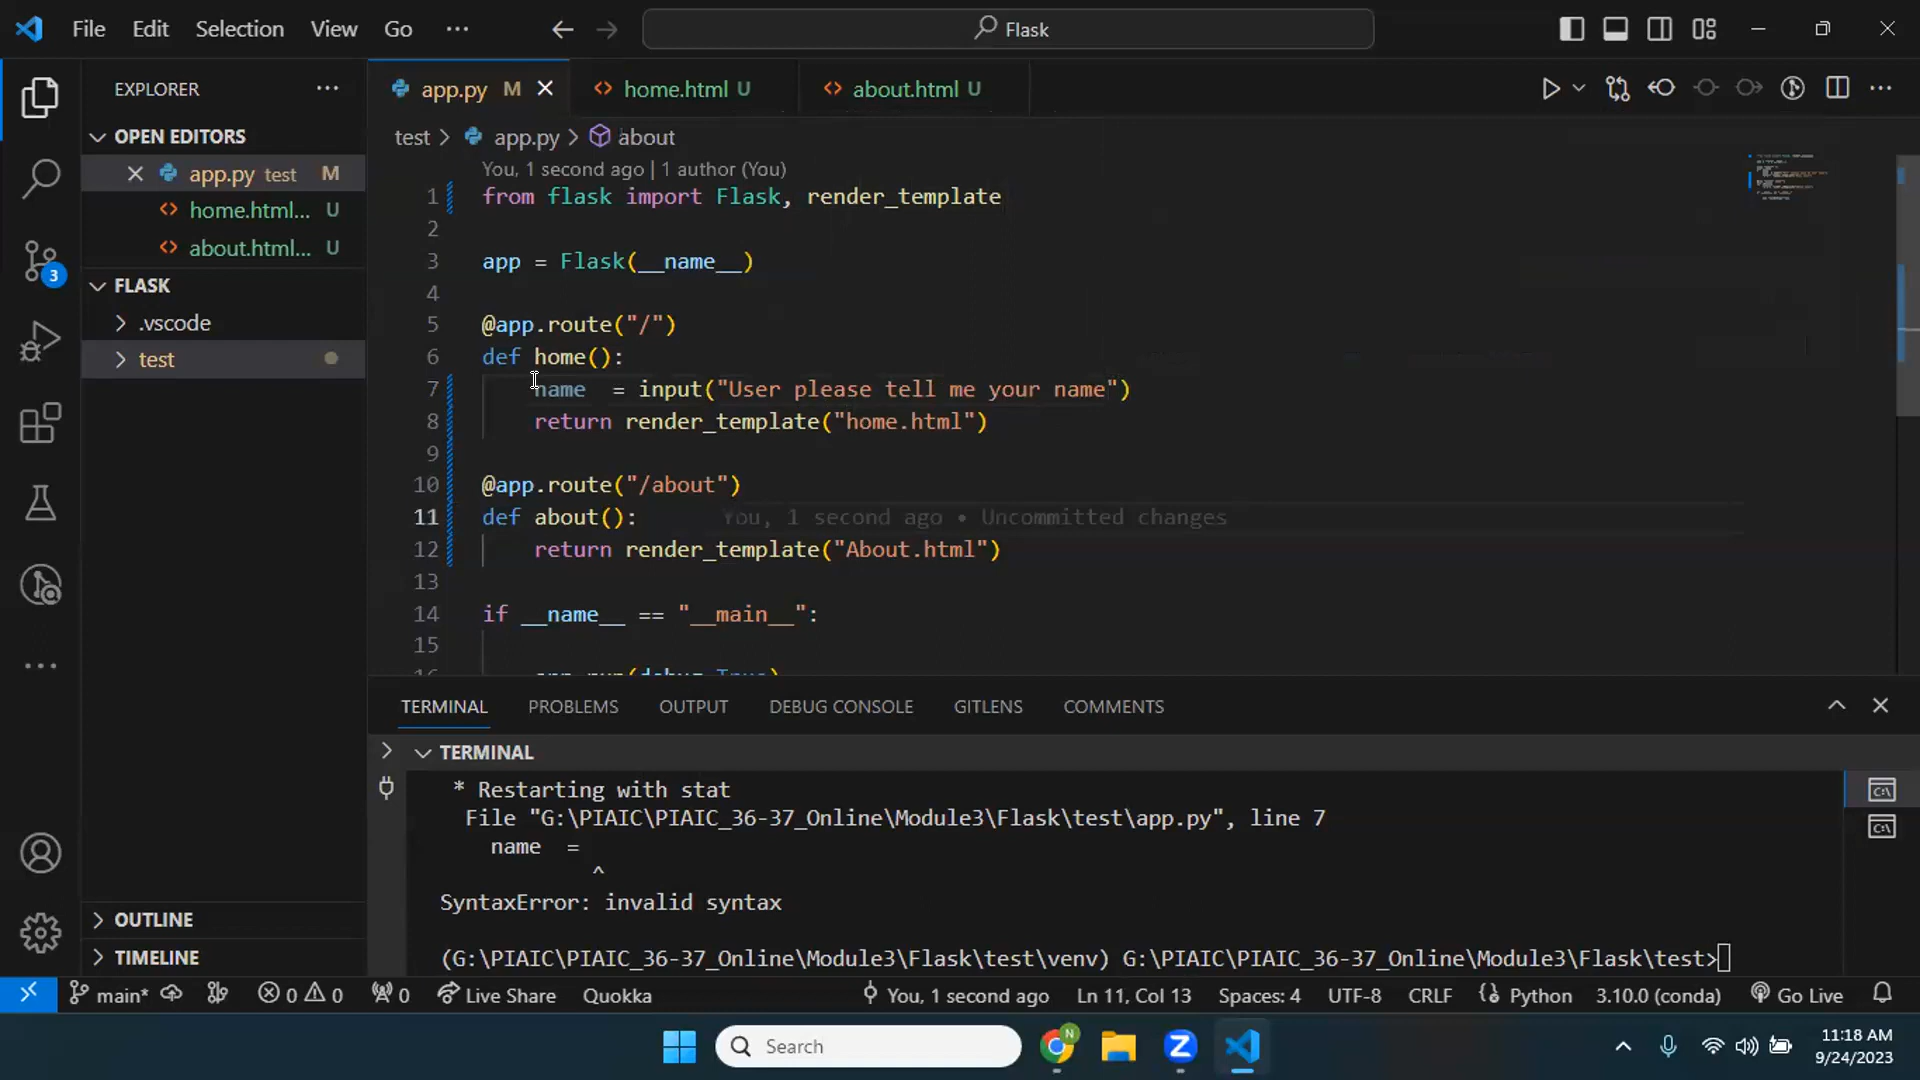 File Edit Selection View Go ··· Flask
EXPLORER ···
OPEN EDITORS
app.py test M
home.html... U
about.html... U
FLASK
.vscode
test
OUTLINE
TIMELINE
3
app.py M
home.html U
about.html U
test > app.py > about
You, 1 second ago | 1 author (You)
1 from flask import Flask, render_template
2
3 app = Flask(__name__)
4
5 @app.route("/")
6 def home():
7 name  = input("User please tell me your name")
8 return render_template("home.html")
9
10 @app.route("/about")
11 def about(): You, 1 second ago • Uncommitted changes
12 return render_template("About.html")
13
14 if __name__ == "__main__":
15
16 app.run(debug=True)
TERMINAL PROBLEMS OUTPUT DEBUG CONSOLE GITLENS COMMENTS
TERMINAL
* Restarting with stat
File "G:\PIAIC\PIAIC_36-37_Online\Module3\Flask\test\app.py", line 7
name  =
^
SyntaxError: invalid syntax
(G:\PIAIC\PIAIC_36-37_Online\Module3\Flask\test\venv) G:\PIAIC\PIAIC_36-37_Online\Module3\Flask\test>
main* 0 0 0 Live Share Quokka You, 1 second ago Ln 11, Col 13 Spaces: 4 UTF-8 CRLF Python 3.10.0 (conda) Go Live
Search
N
11:18 AM
9/24/2023